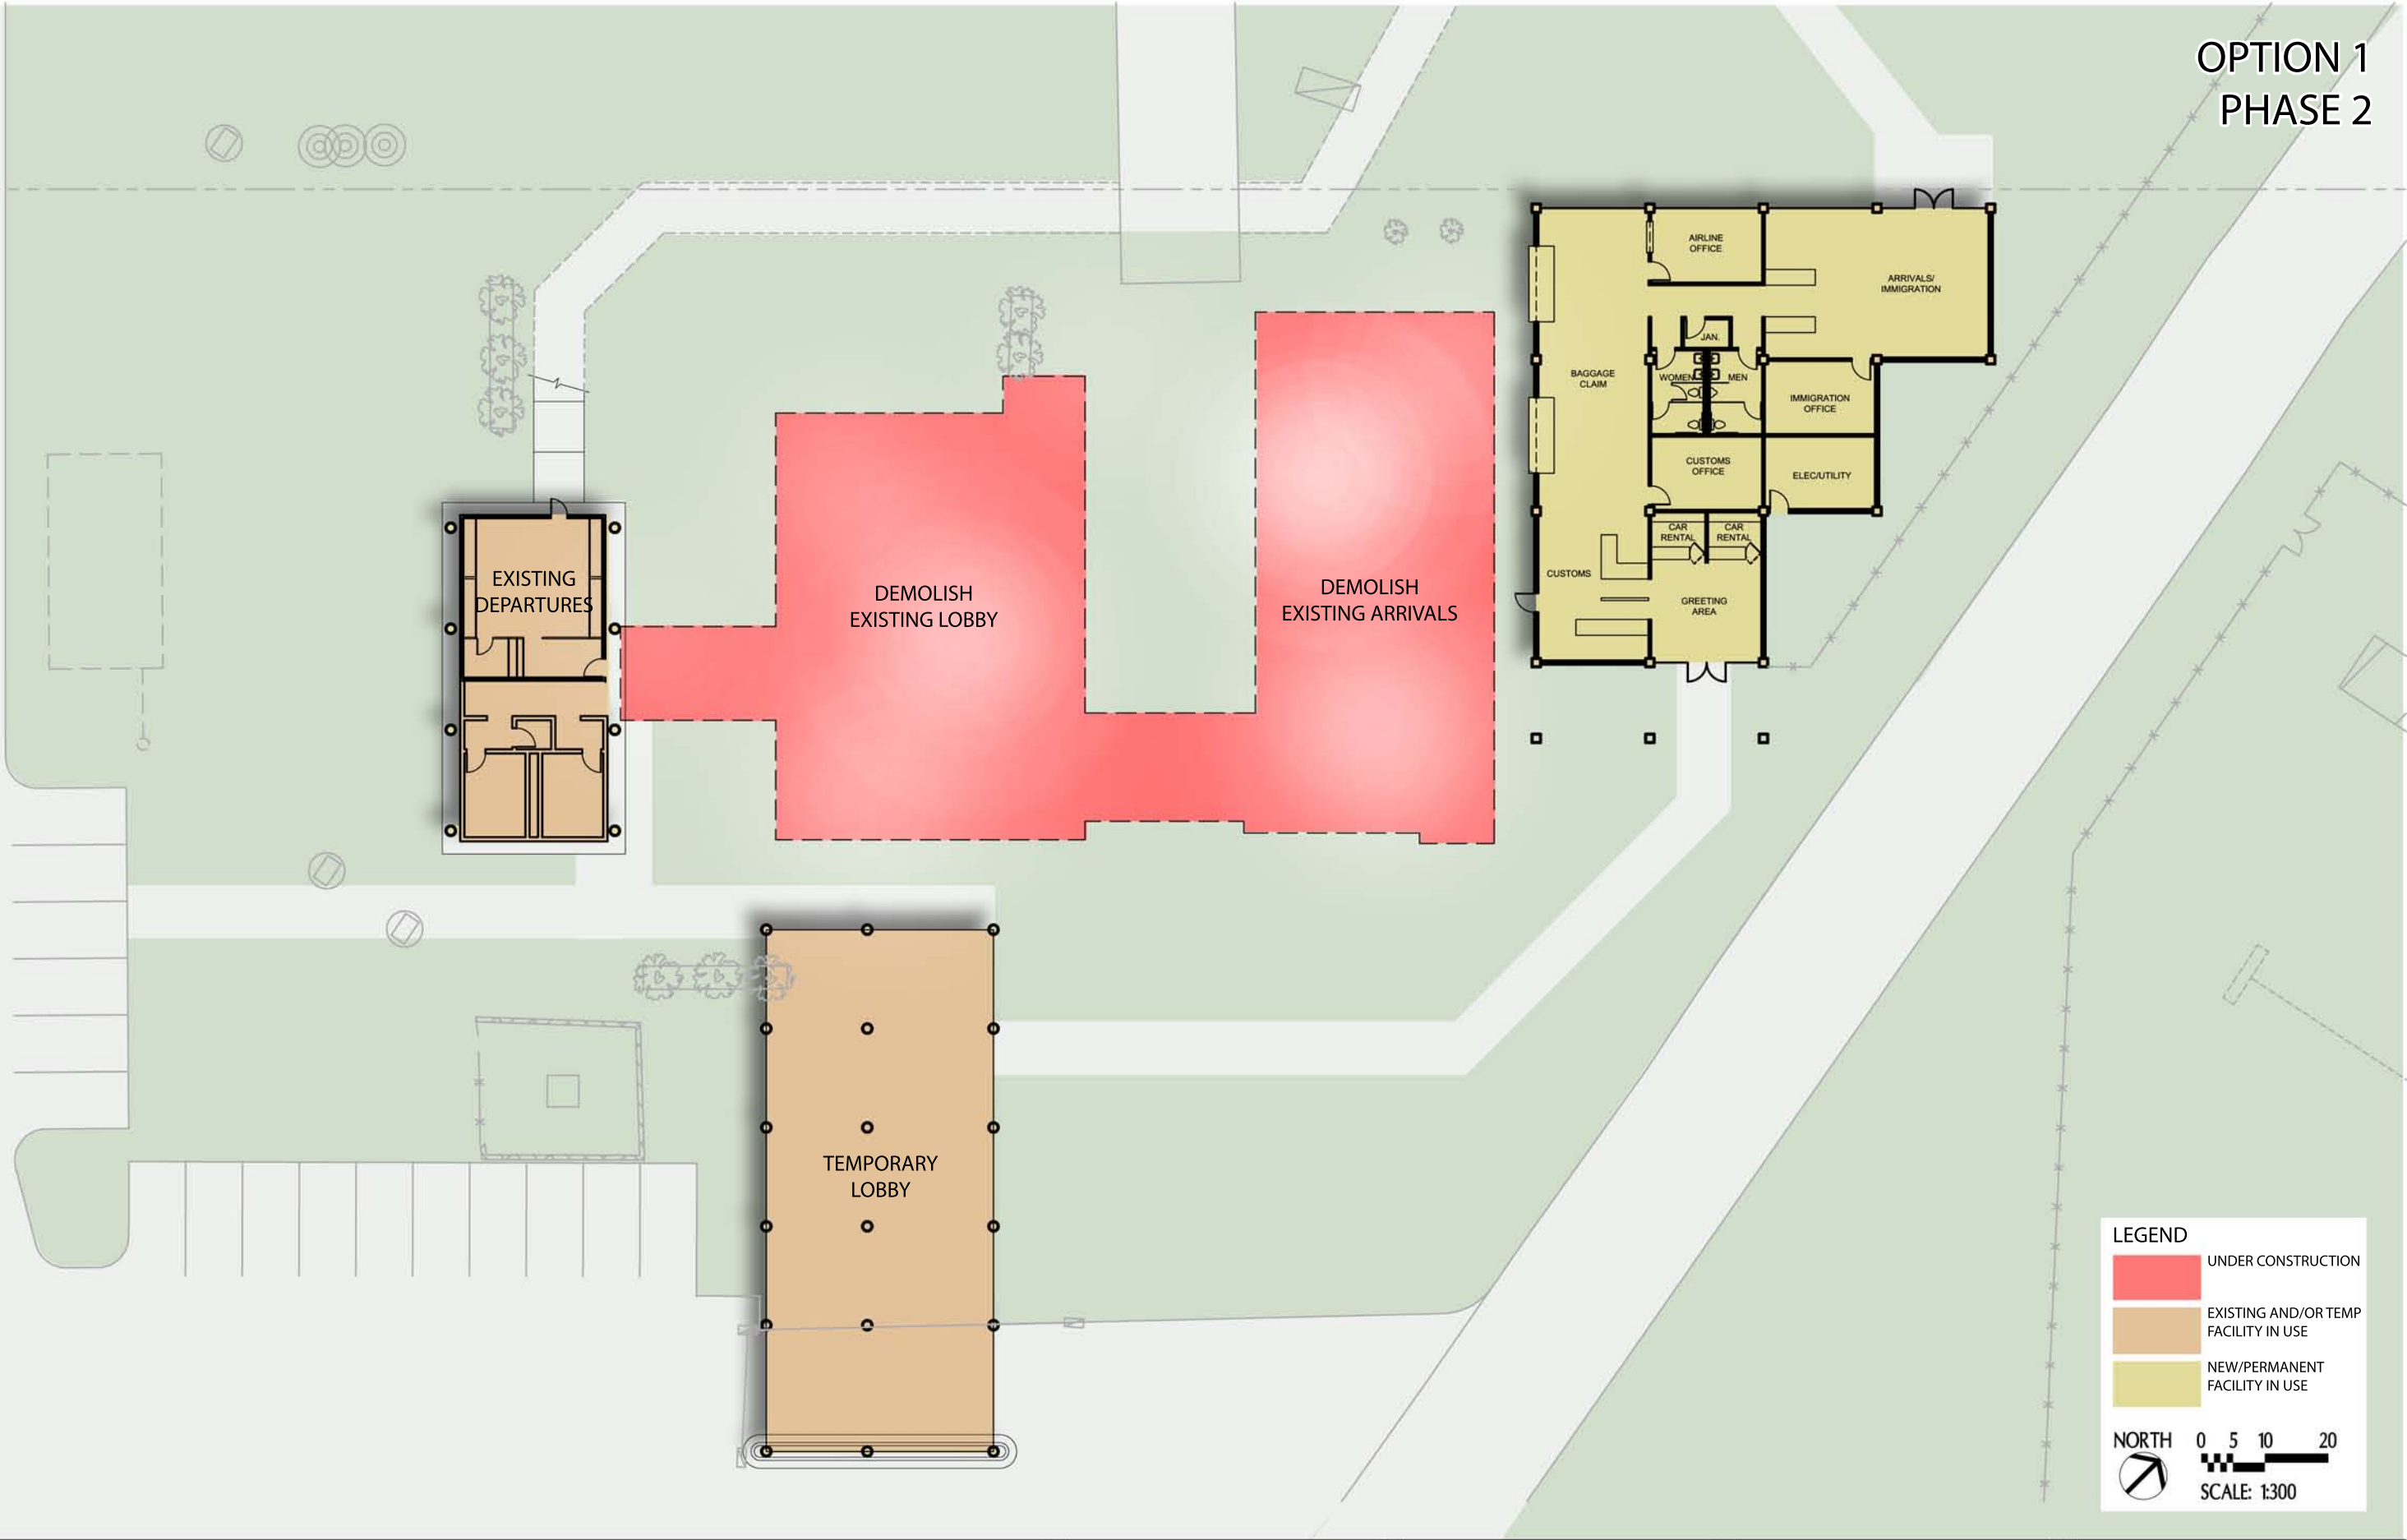 OPTION 1
PHASE 2
AIRLINE
OFFICE
ARRIVALS/
IMMIGRATION
JAN.
BAGGAGE
CLAIM
WOMEN
MEN
IMMIGRATION
OFFICE
CUSTOMS
OFFICE
ELEC/UTILITY
CAR
RENTAL
CAR
RENTAL
CUSTOMS
GREETING
AREA
EXISTING
DEPARTURES
DEMOLISH
EXISTING LOBBY
DEMOLISH
EXISTING ARRIVALS
TEMPORARY
LOBBY
LEGEND
UNDER CONSTRUCTION
EXISTING AND/OR TEMP
FACILITY IN USE
NEW/PERMANENT
FACILITY IN USE
NORTH 0 5 10 20
SCALE: 1:300